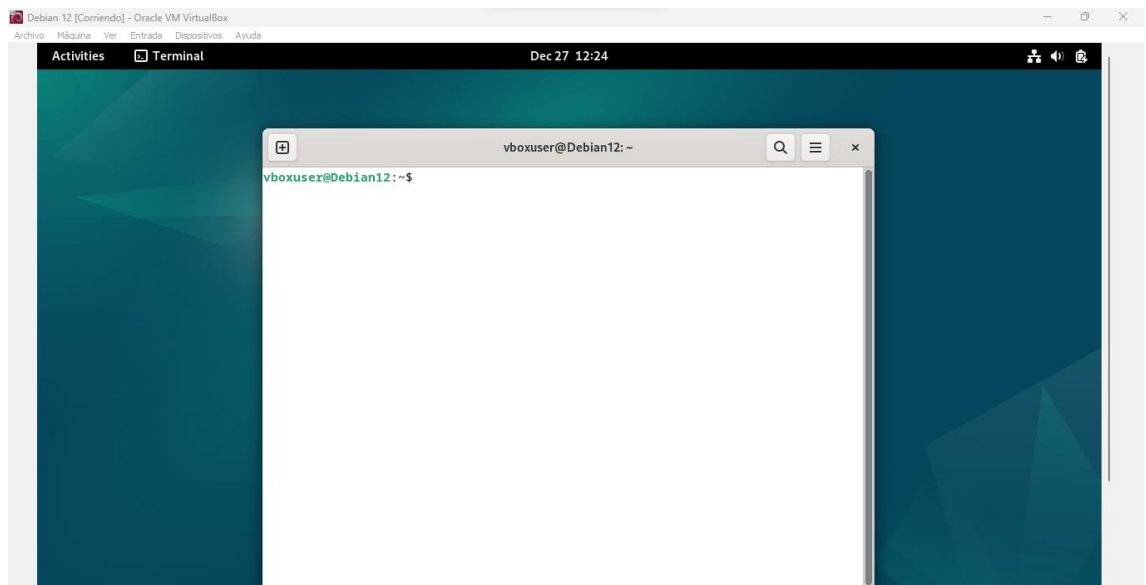 Debian 12 [Corriendo] - Oracle VM VirtualBox
Archivo Máquina Ver Entrada Dispositivos Ayuda
Activities Terminal Dec 27 12:24
vboxuser@Debian12: ~
vboxuser@Debian12:~$